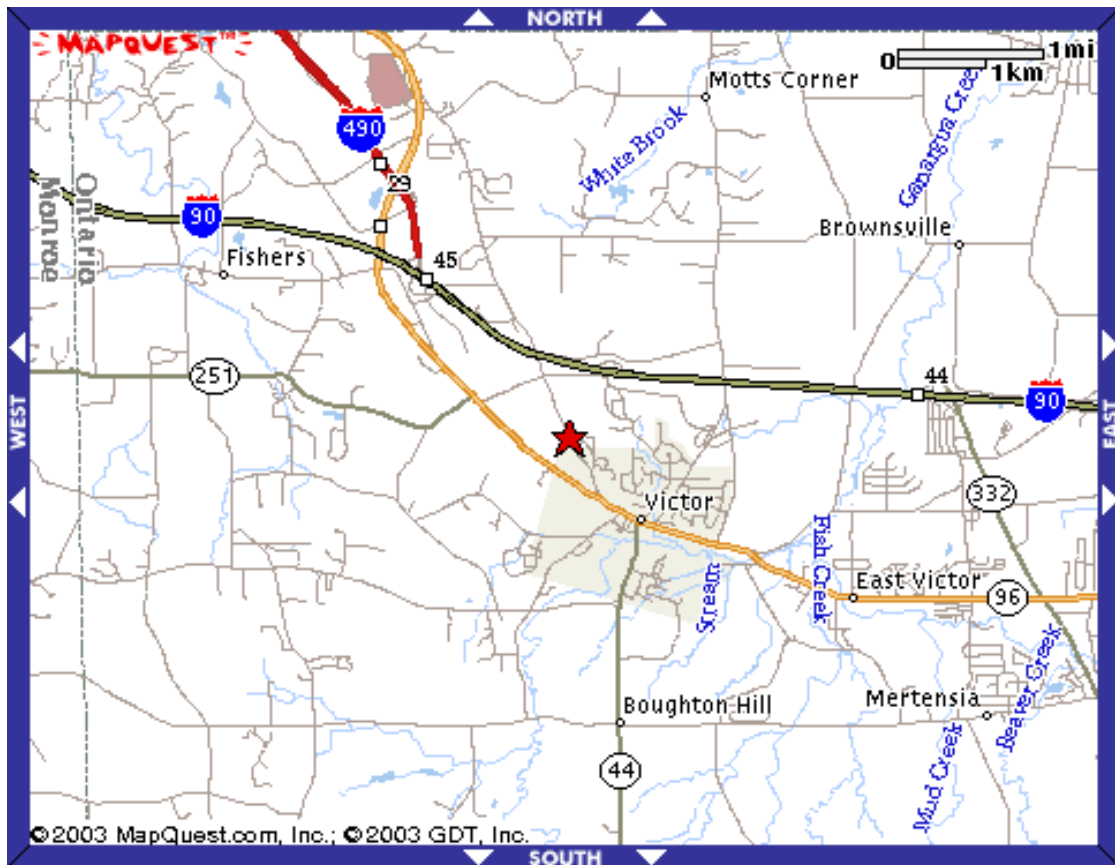 NORTH
MAPQUEST™
0 1mi
1km
Motts Corner
Ganargua Creek
490
White Brook
29
Ontario
Monroe
90
Brownsville
Fishers
45
251
44
90
WEST
EAST
332
Victor
Fish Creek
East Victor
96
Stream
Boughton Hill
Mertensia
Beaver Creek
Mud Creek
44
©2003 MapQuest.com, Inc.; ©2003 GDT, Inc.
SOUTH